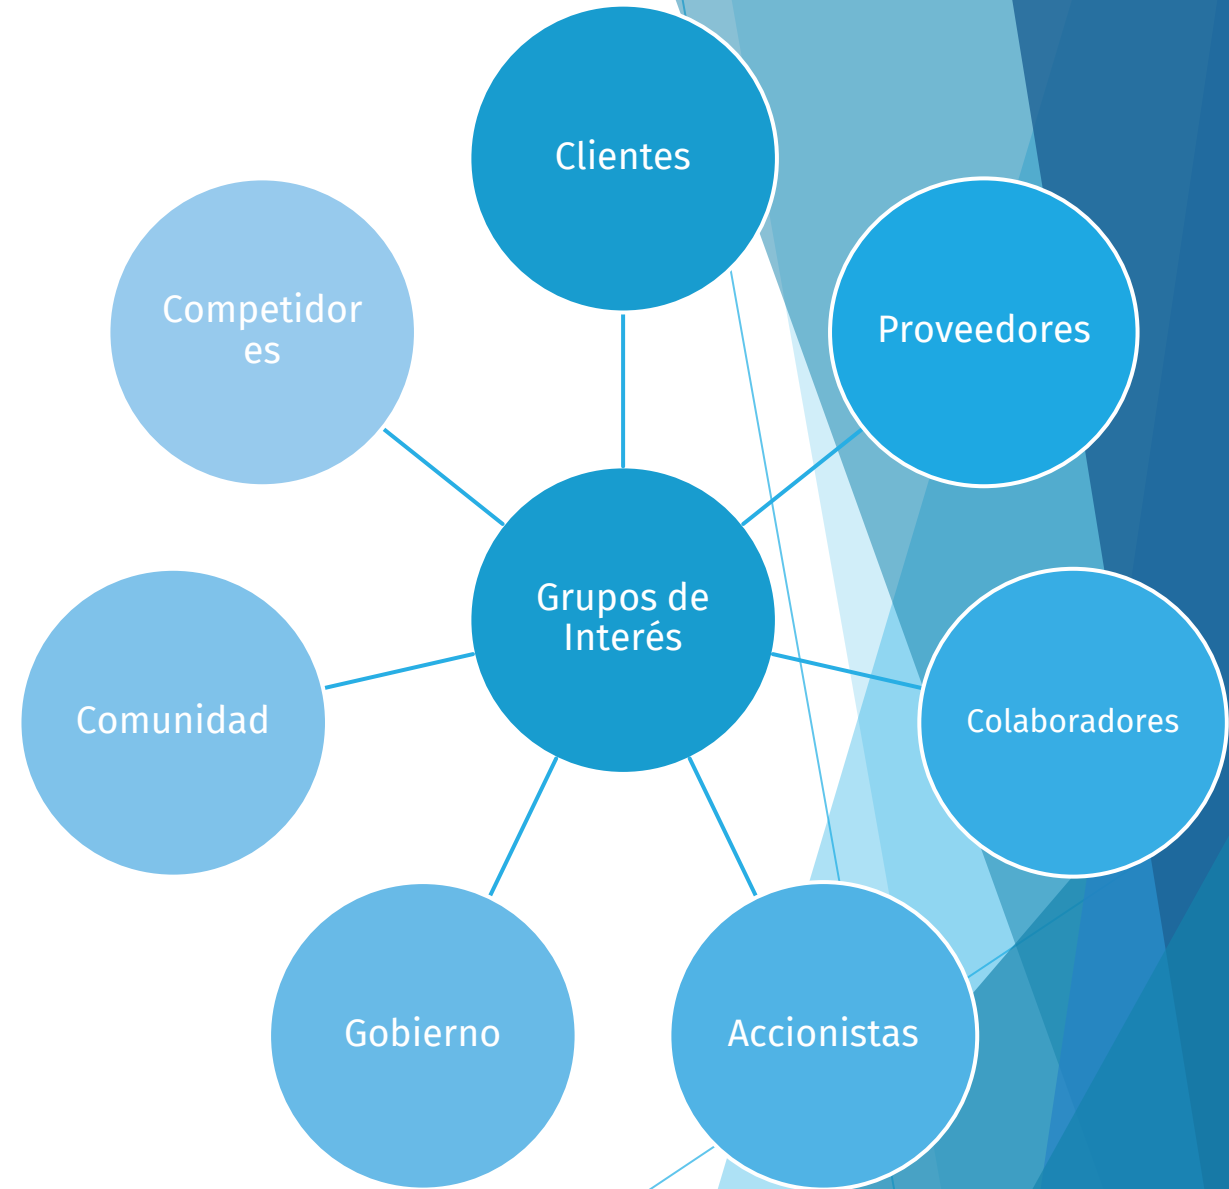 Clientes
Proveedores
Colaboradores
Accionistas
Gobierno
Comunidad
Competidor
es
Grupos de
Interés